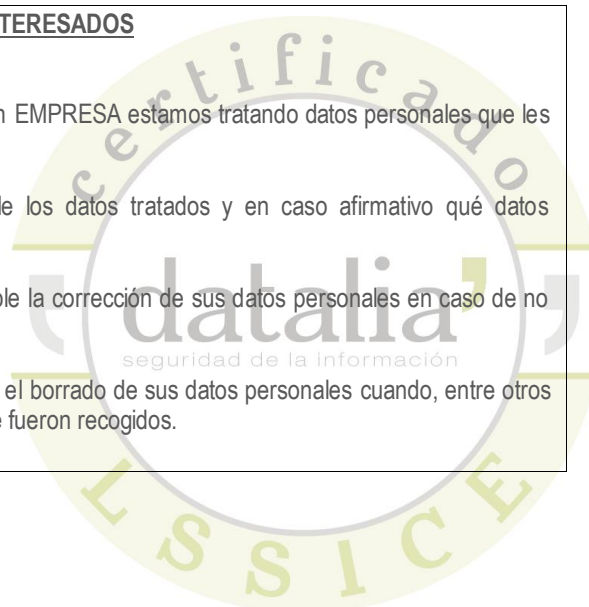 TERESADOS
certificado
n EMPRESA estamos tratando datos personales que les
de los datos tratados y en caso afirmativo qué datos
ble la corrección de sus datos personales en caso de no
datalia
seguridad de la información
el borrado de sus datos personales cuando, entre otros
e fueron recogidos.
LSSICE